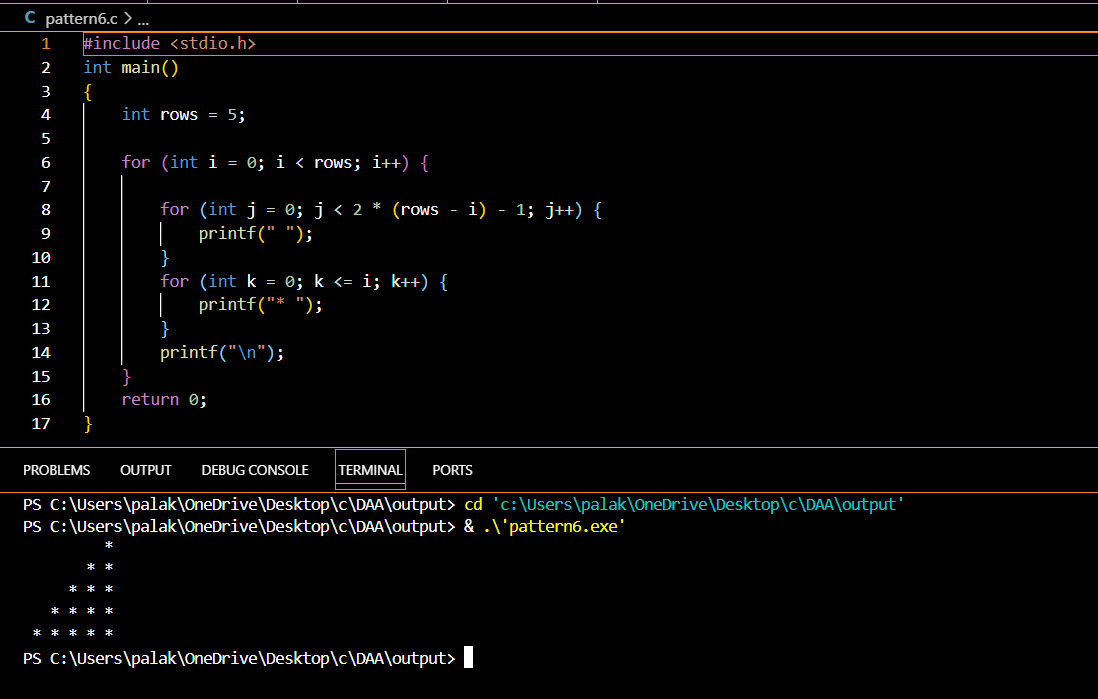 C pattern6.c > ...
1 #include <stdio.h>
2 int main()
3 {
4     int rows = 5;
5
6     for (int i = 0; i < rows; i++) {
7
8         for (int j = 0; j < 2 * (rows - i) - 1; j++) {
9             printf(" ");
10         }
11         for (int k = 0; k <= i; k++) {
12             printf("* ");
13         }
14         printf("\n");
15     }
16     return 0;
17 }
PROBLEMS OUTPUT DEBUG CONSOLE TERMINAL PORTS
PS C:\Users\palak\OneDrive\Desktop\c\DAA\output> cd 'c:\Users\palak\OneDrive\Desktop\c\DAA\output'
PS C:\Users\palak\OneDrive\Desktop\c\DAA\output> & .\'pattern6.exe'
         *
       * *
     * * *
   * * * *
 * * * * *
PS C:\Users\palak\OneDrive\Desktop\c\DAA\output>